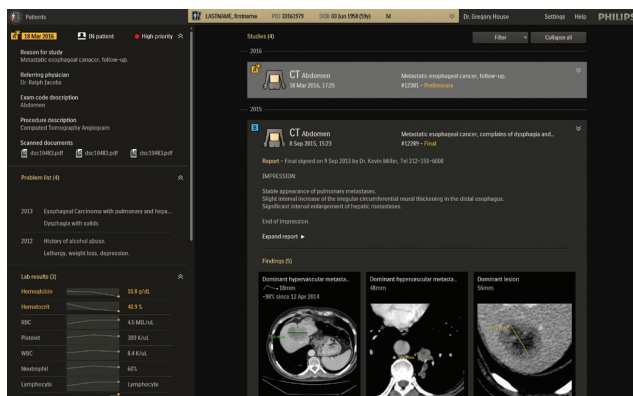 Patients
LASTNAME, firstname PID 33161979 DOB 03 Jun 1958 (59y) M
Dr. Gregory House
Settings Help PHILIPS
18 Mar 2016 IN patient High priority
Reason for study
Metastatic esophageal canacer, follow-up.
Referring physician
Dr. Ralph Jacobs
Exam code description
Abdomen
Procedure description
Computed Tomography Angiogram
Scanned documents
dsc10483.pdf dsc10483.pdf dsc10483.pdf
Problem list (4)
2013 Esophageal Carcinoma with pulmonary and hepa...
Dysphagia with solids
2012 History of alcohol abuse.
Lethargy, weight loss, depression.
Lab results (3)
Hemoglobin 10.8 g/dL
Hematocrit 40.9 %
RBC 4.5 MIL/uL
Platelet 300 K/uL
WBC 8.4 K/uL
Neutrophil 60%
Lymphocyte Lymphocyte
Studies (4)
Filter Collapse all
2016
CT Abdomen
18 Mar 2016, 17:25
Metastatic esophageal cancer, follow-up.
#12301 - Preliminary
2015
CT Abdomen
8 Sep 2015, 15:23
Metastatic esophageal cancer, complains of dysphagia and...
#12289 - Final
Report - Final signed on 9 Sep 2013 by Dr. Kevin Miller, Tel 212-151-6000
IMPRESSION:
Stable appearance of pulmonary metastases.
Slight interval increase of the irregular circumferential mural thickening in the distal esophagus.
Significant interval enlargement of hepatic metastases.
End of impression.
Expand report
Findings (5)
Dominant hypervascular metasta..
18mm
-98% since 12 Apr 2014
Dominant hypervascular metasta..
48mm
Dominant lesion
56mm